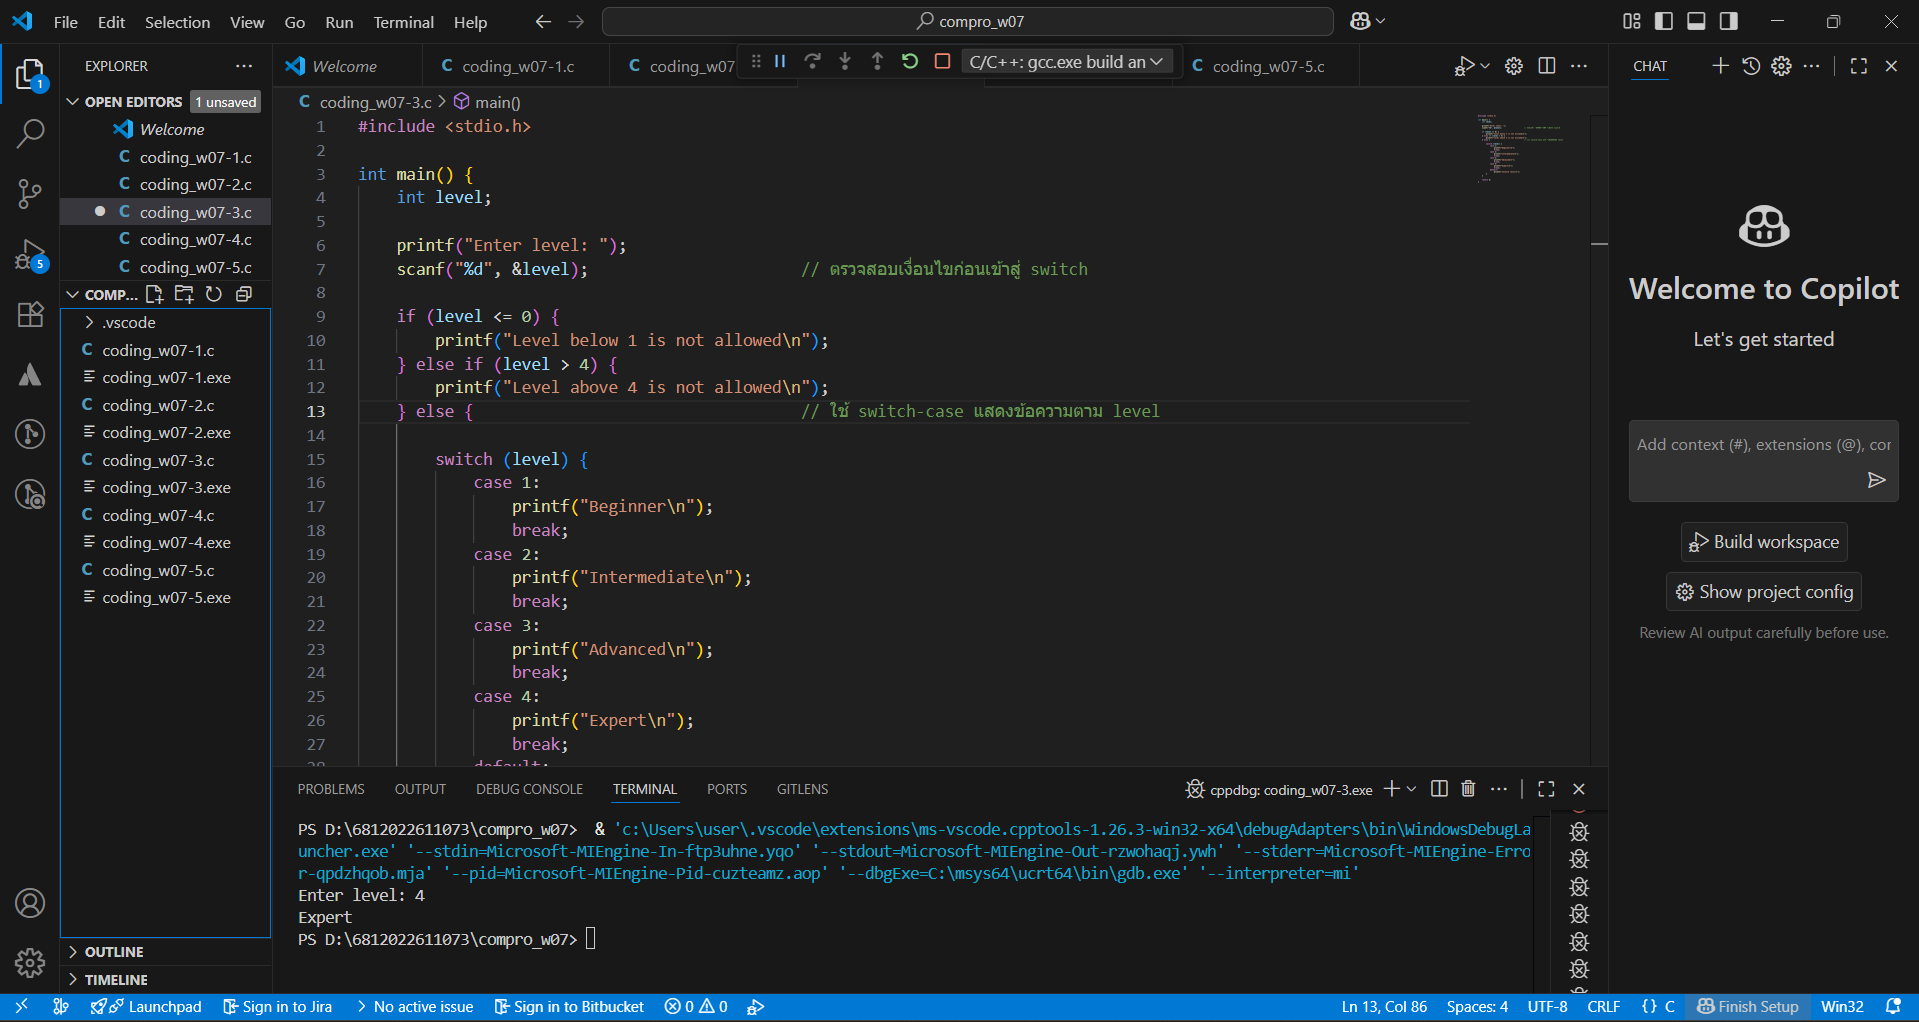 File Edit Selection View Go Run Terminal Help
compro_w07
EXPLORER
OPEN EDITORS 1 unsaved
Welcome
coding_w07-1.c
coding_w07-2.c
coding_w07-3.c
coding_w07-4.c
coding_w07-5.c
COMP...
.vscode
coding_w07-1.c
coding_w07-1.exe
coding_w07-2.c
coding_w07-2.exe
coding_w07-3.c
coding_w07-3.exe
coding_w07-4.c
coding_w07-4.exe
coding_w07-5.c
coding_w07-5.exe
OUTLINE
TIMELINE
Welcome
coding_w07-1.c
coding_w07
C/C++: gcc.exe build an
coding_w07-5.c
coding_w07-3.c > main()
1 #include <stdio.h>
2
3 int main() {
4 int level;
5
6 printf("Enter level: ");
7 scanf("%d", &level); // ตรวจสอบเงื่อนไขก่อนเข้าสู่ switch
8
9 if (level <= 0) {
10 printf("Level below 1 is not allowed\n");
11 } else if (level > 4) {
12 printf("Level above 4 is not allowed\n");
13 } else { // ใช้ switch-case แสดงข้อความตาม level
14
15 switch (level) {
16 case 1:
17 printf("Beginner\n");
18 break;
19 case 2:
20 printf("Intermediate\n");
21 break;
22 case 3:
23 printf("Advanced\n");
24 break;
25 case 4:
26 printf("Expert\n");
27 break;
28 default:
PROBLEMS OUTPUT DEBUG CONSOLE TERMINAL PORTS GITLENS
cppdbg: coding_w07-3.exe
PS D:\6812022611073\compro_w07> & 'c:\Users\user\.vscode\extensions\ms-vscode.cpptools-1.26.3-win32-x64\debugAdapters\bin\WindowsDebugLa
uncher.exe' '--stdin=Microsoft-MIEngine-In-ftp3uhne.yqo' '--stdout=Microsoft-MIEngine-Out-rzwohaqj.ywh' '--stderr=Microsoft-MIEngine-Erro
r-qpdzhqob.mja' '--pid=Microsoft-MIEngine-Pid-cuzteamz.aop' '--dbgExe=C:\msys64\ucrt64\bin\gdb.exe' '--interpreter=mi'
Enter level: 4
Expert
PS D:\6812022611073\compro_w07>
CHAT
Welcome to Copilot
Let's get started
Add context (#), extensions (@), cor
Build workspace
Show project config
Review AI output carefully before use.
1
5
Launchpad Sign in to Jira No active issue Sign in to Bitbucket 0 0
Ln 13, Col 86 Spaces: 4 UTF-8 CRLF {} C Finish Setup Win32